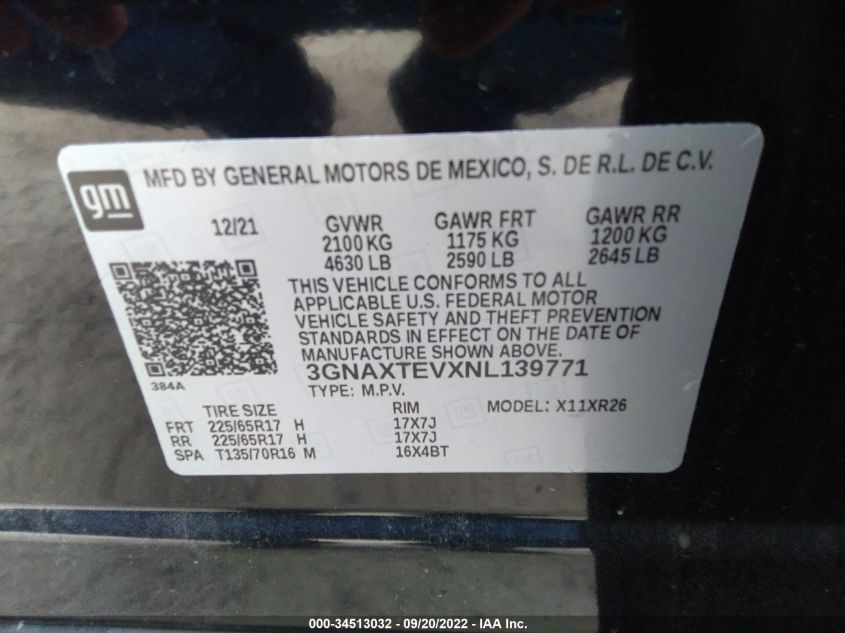 gm
MFD BY GENERAL MOTORS DE MEXICO, S. DE R.L. DE C.V.
12/21 GVWR GAWR FRT GAWR RR
2100 KG 1175 KG 1200 KG
4630 LB 2590 LB 2645 LB
THIS VEHICLE CONFORMS TO ALL
APPLICABLE U.S. FEDERAL MOTOR
VEHICLE SAFETY AND THEFT PREVENTION
STANDARDS IN EFFECT ON THE DATE OF
MANUFACTURE SHOWN ABOVE.
384A
3GNAXTEVXNL139771
TYPE: M.P.V.
TIRE SIZE RIM MODEL: X11XR26
FRT 225/65R17 H 17X7J
RR 225/65R17 H 17X7J
SPA T135/70R16 M 16X4BT
000-34513032 - 09/20/2022 - IAA Inc.